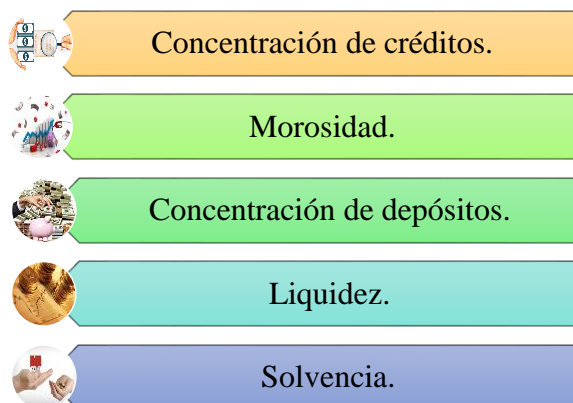 Concentración de créditos.
Morosidad.
Concentración de depósitos.
Liquidez.
Solvencia.